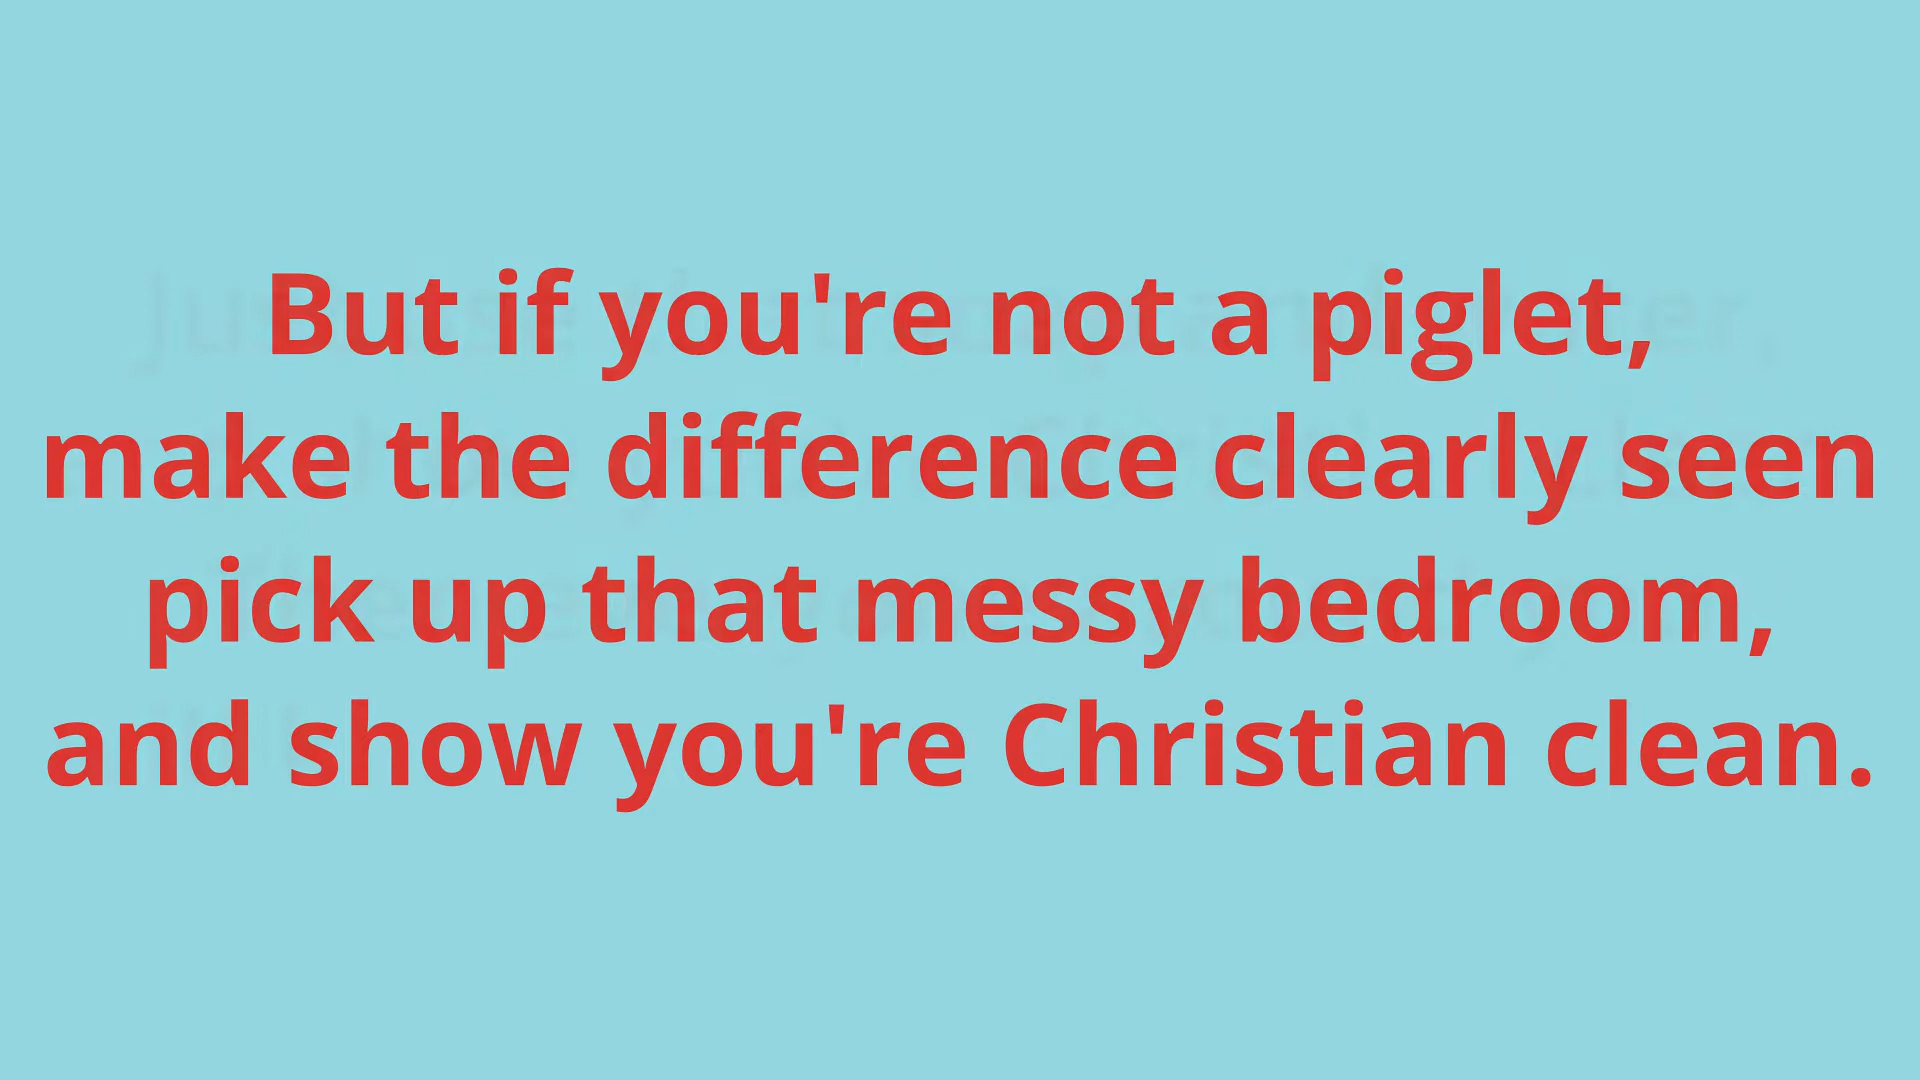 But if you're not a piglet,
make the difference clearly seen
pick up that messy bedroom,
and show you're Christian clean.